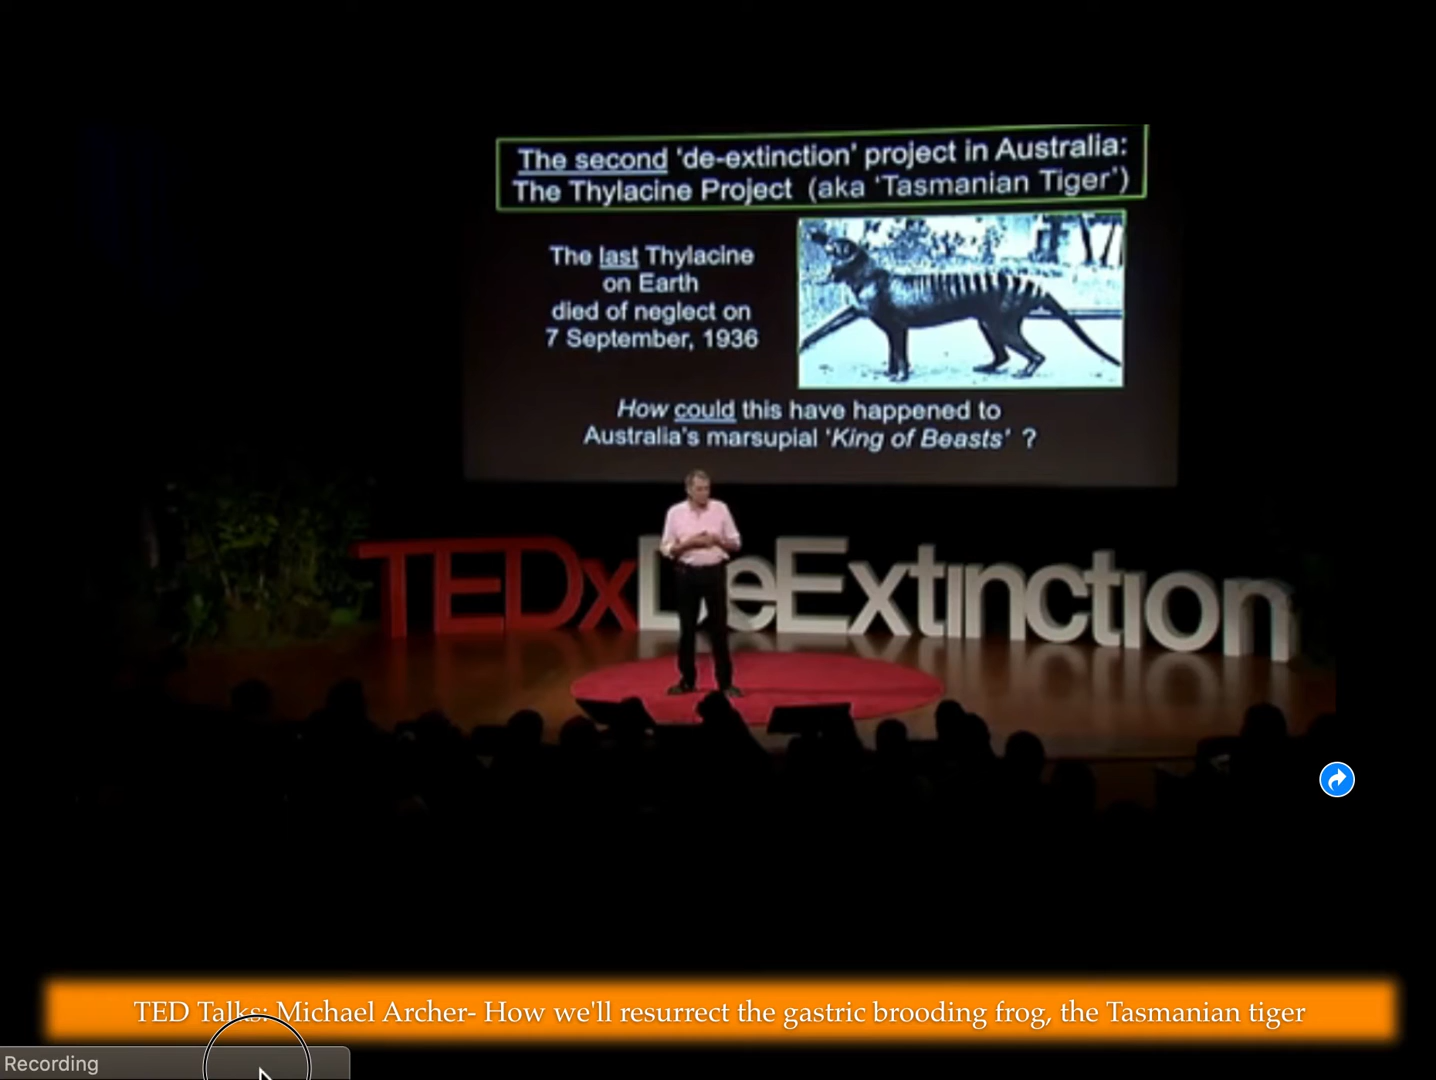 The second 'de-extinction' project in Australia:
The Thylacine Project (aka 'Tasmanian Tiger')
The last Thylacine
on Earth
died of neglect on
7 September, 1936
How could this have happened to
Australia's marsupial 'King of Beasts' ?
TEDxDeExtinction
TED Talks: Michael Archer- How we'll resurrect the gastric brooding frog, the Tasmanian tiger
Recording